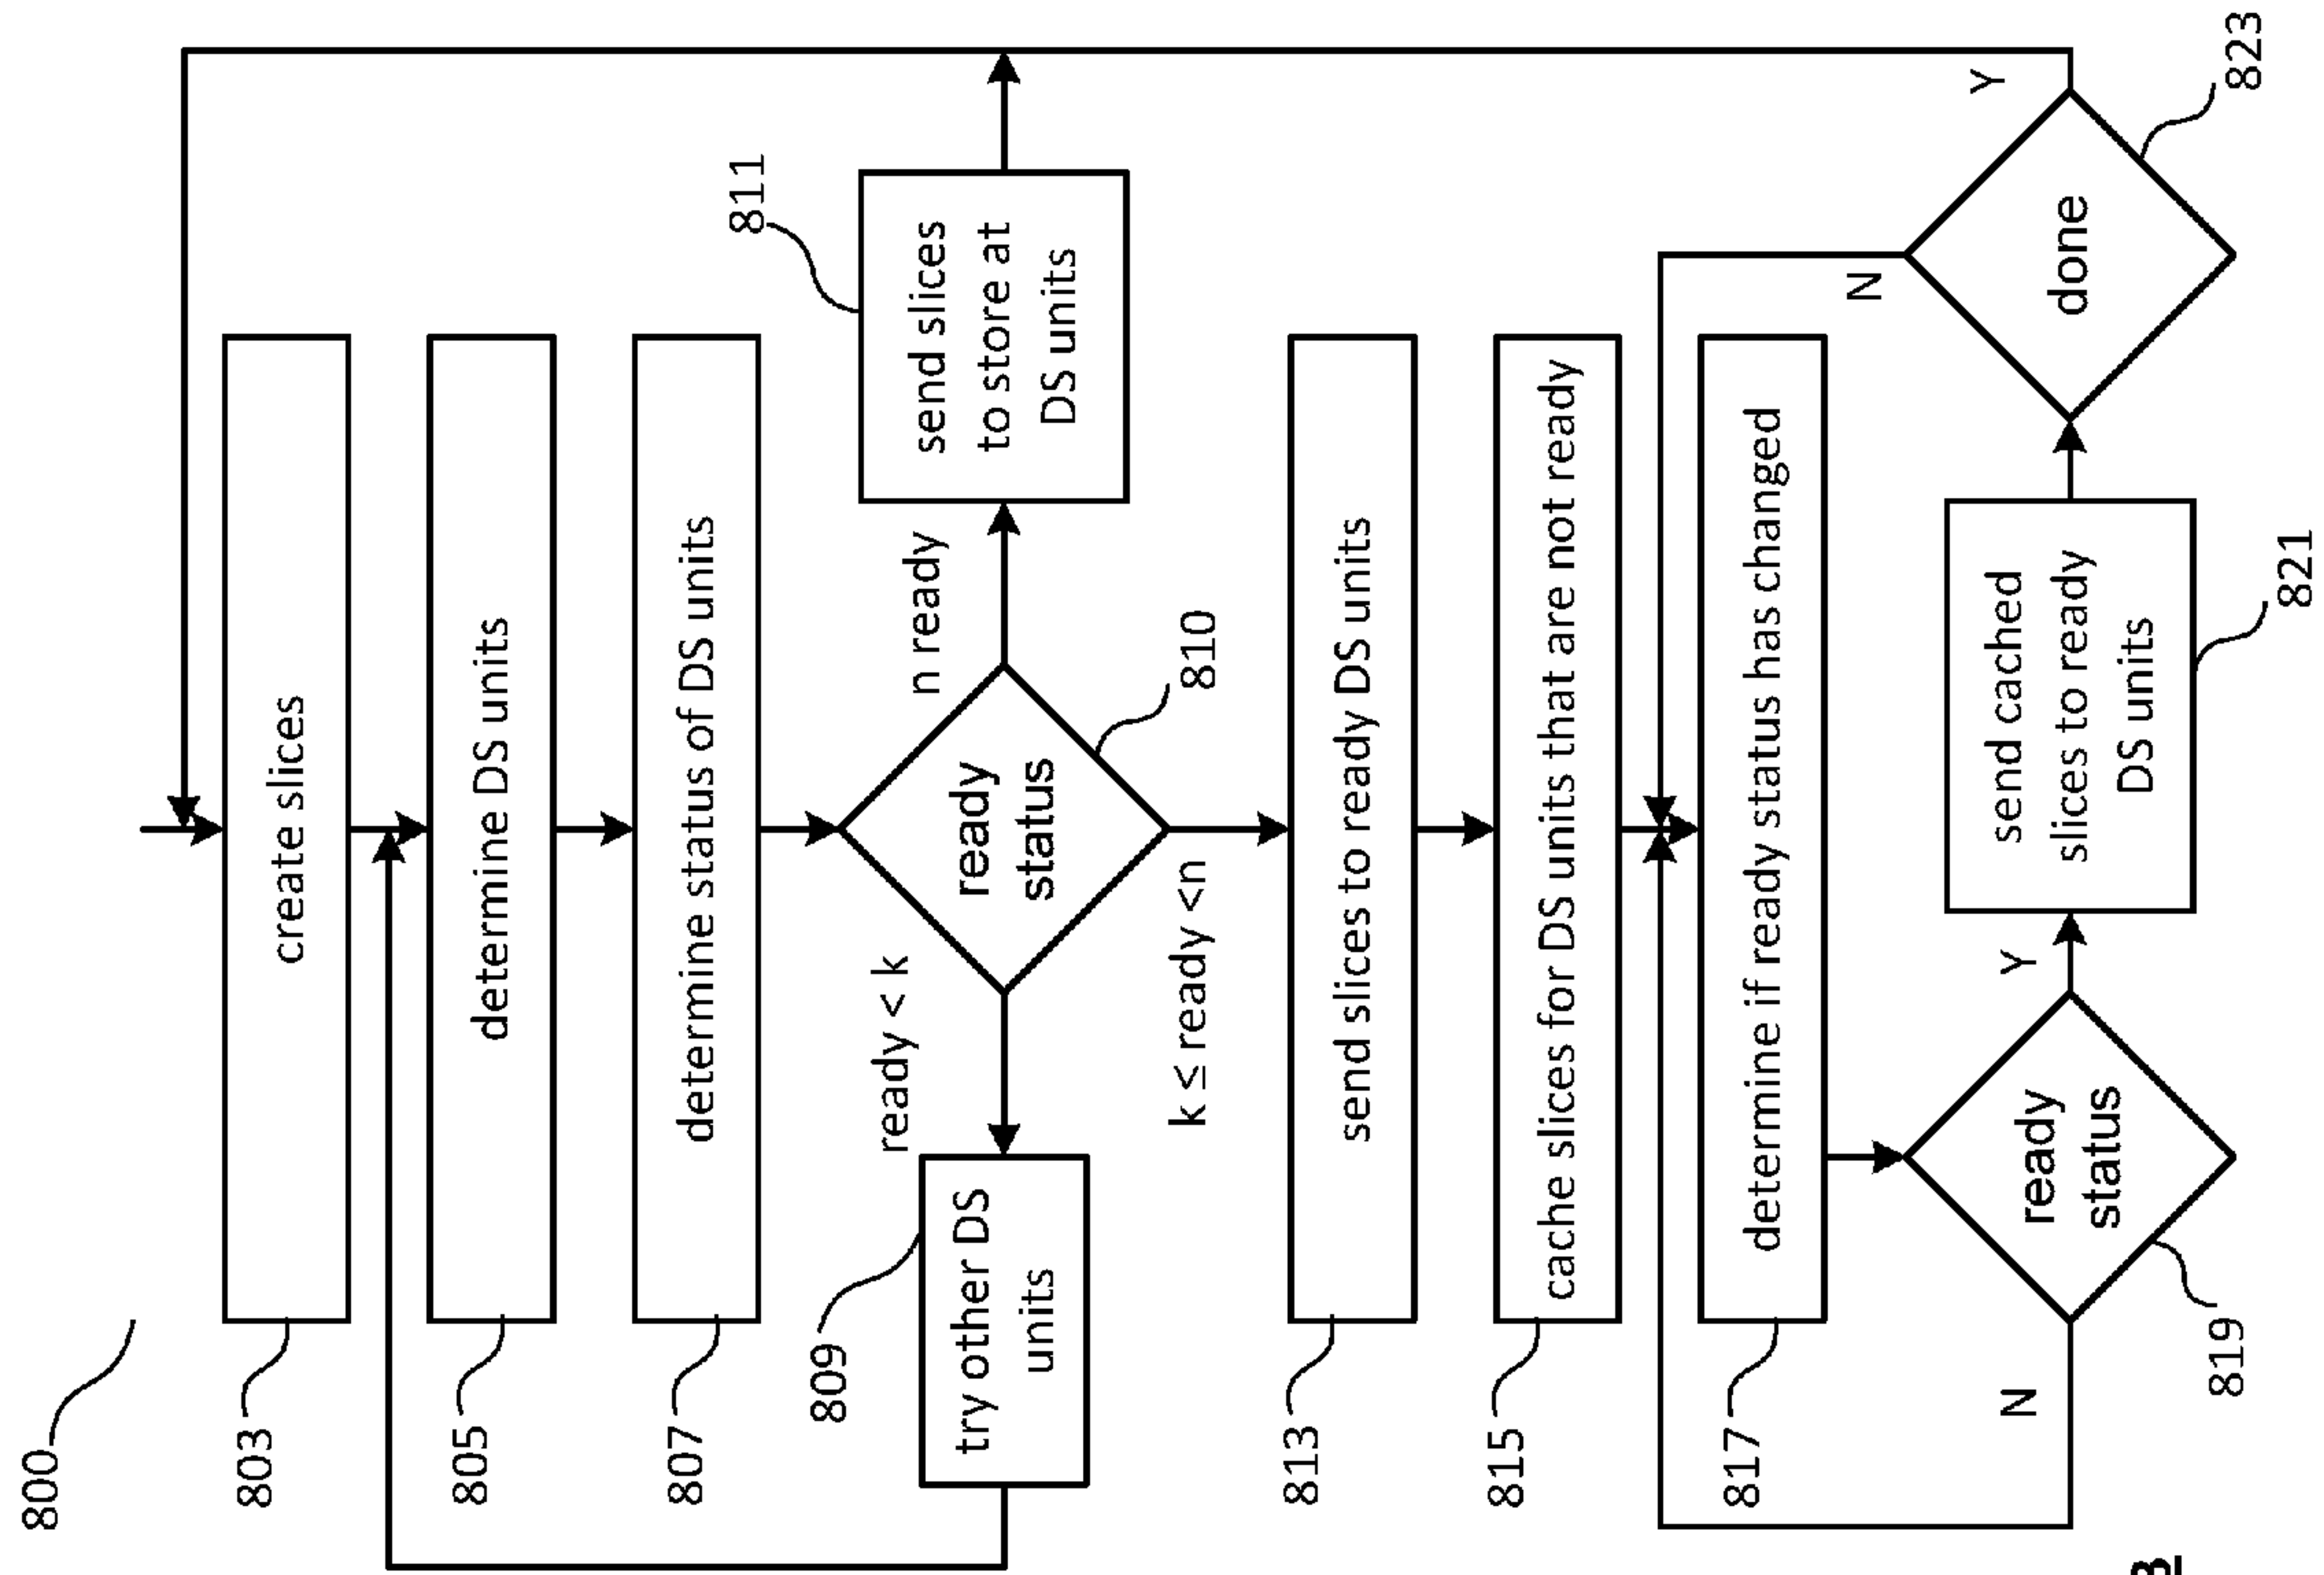 800
803
create slices
805
determine DS units
807
determine status of DS units
809
try other DS
units
ready < k
ready
status
810
n ready
811
send slices
to store at
DS units
k ≤ ready <n
813
send slices to ready DS units
815
cache slices for DS units that are not ready
817
determine if ready status has changed
N
ready
status
819
Y
send cached
slices to ready
DS units
821
N
done
Y
823